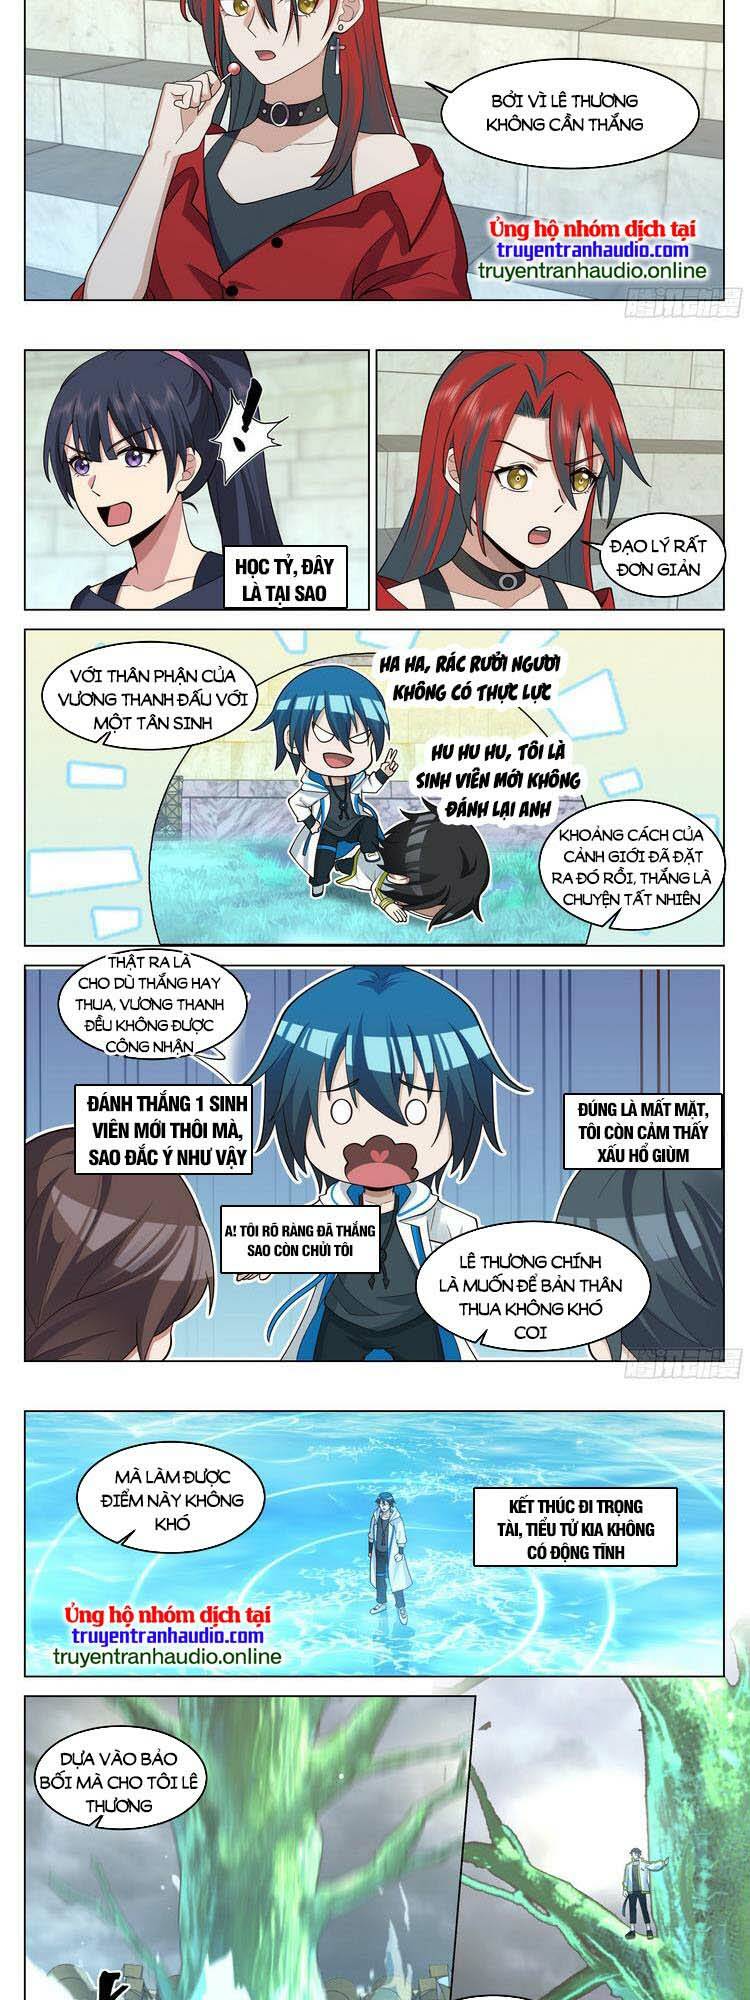 BỞI VÌ LÊ THƯƠNG
KHÔNG CẦN THẮNG
Ủng hộ nhóm dịch tại
truyentranhaudio.com
truyentranhaudio.online
HỌC TỶ, ĐÂY
LÀ TẠI SAO
ĐẠO LÝ RẤT
ĐƠN GIẢN
VỚI THÂN PHẬN CỦA
VƯƠNG THANH ĐẤU VỚI
MỘT TÂN SINH
HA HA, RÁC RƯỞI NGƯƠI
KHÔNG CÓ THỰC LỰC
HU HU HU, TÔI LÀ
SINH VIÊN MỚI KHÔNG
ĐÁNH LẠI ANH
KHOẢNG CÁCH CỦA
CẢNH GIỚI ĐÃ ĐẶT
RA ĐÓ RỒI, THẮNG LÀ
CHUYỆN TẤT NHIÊN
THẬT RA LÀ
CHO DÙ THẮNG HAY
THUA, VƯƠNG THANH
ĐỀU KHÔNG ĐƯỢC
CÔNG NHẬN
ĐÁNH THẮNG 1 SINH
VIÊN MỚI THÔI MÀ,
SAO ĐẮC Ý NHƯ VẬY
ĐÚNG LÀ MẤT MẶT,
TÔI CÒN CẢM THẤY
XẤU HỔ GIÙM
A! TÔI RÕ RÀNG ĐÃ THẮNG
SAO CÒN CHỬI TÔI
LÊ THƯƠNG CHÍNH
LÀ MUỐN ĐỂ BẢN THÂN
THUA KHÔNG KHÓ
COI
MÀ LÀM ĐƯỢC
ĐIỂM NÀY KHÔNG
KHÓ
KẾT THÚC ĐI TRỌNG
TÀI, TIỂU TỬ KIA KHÔNG
CÓ ĐỘNG TĨNH
Ủng hộ nhóm dịch tại
truyentranhaudio.com
truyentranhaudio.online
DỰA VÀO BẢO
BỐI MÀ CHO TÔI LÊ
THƯƠNG